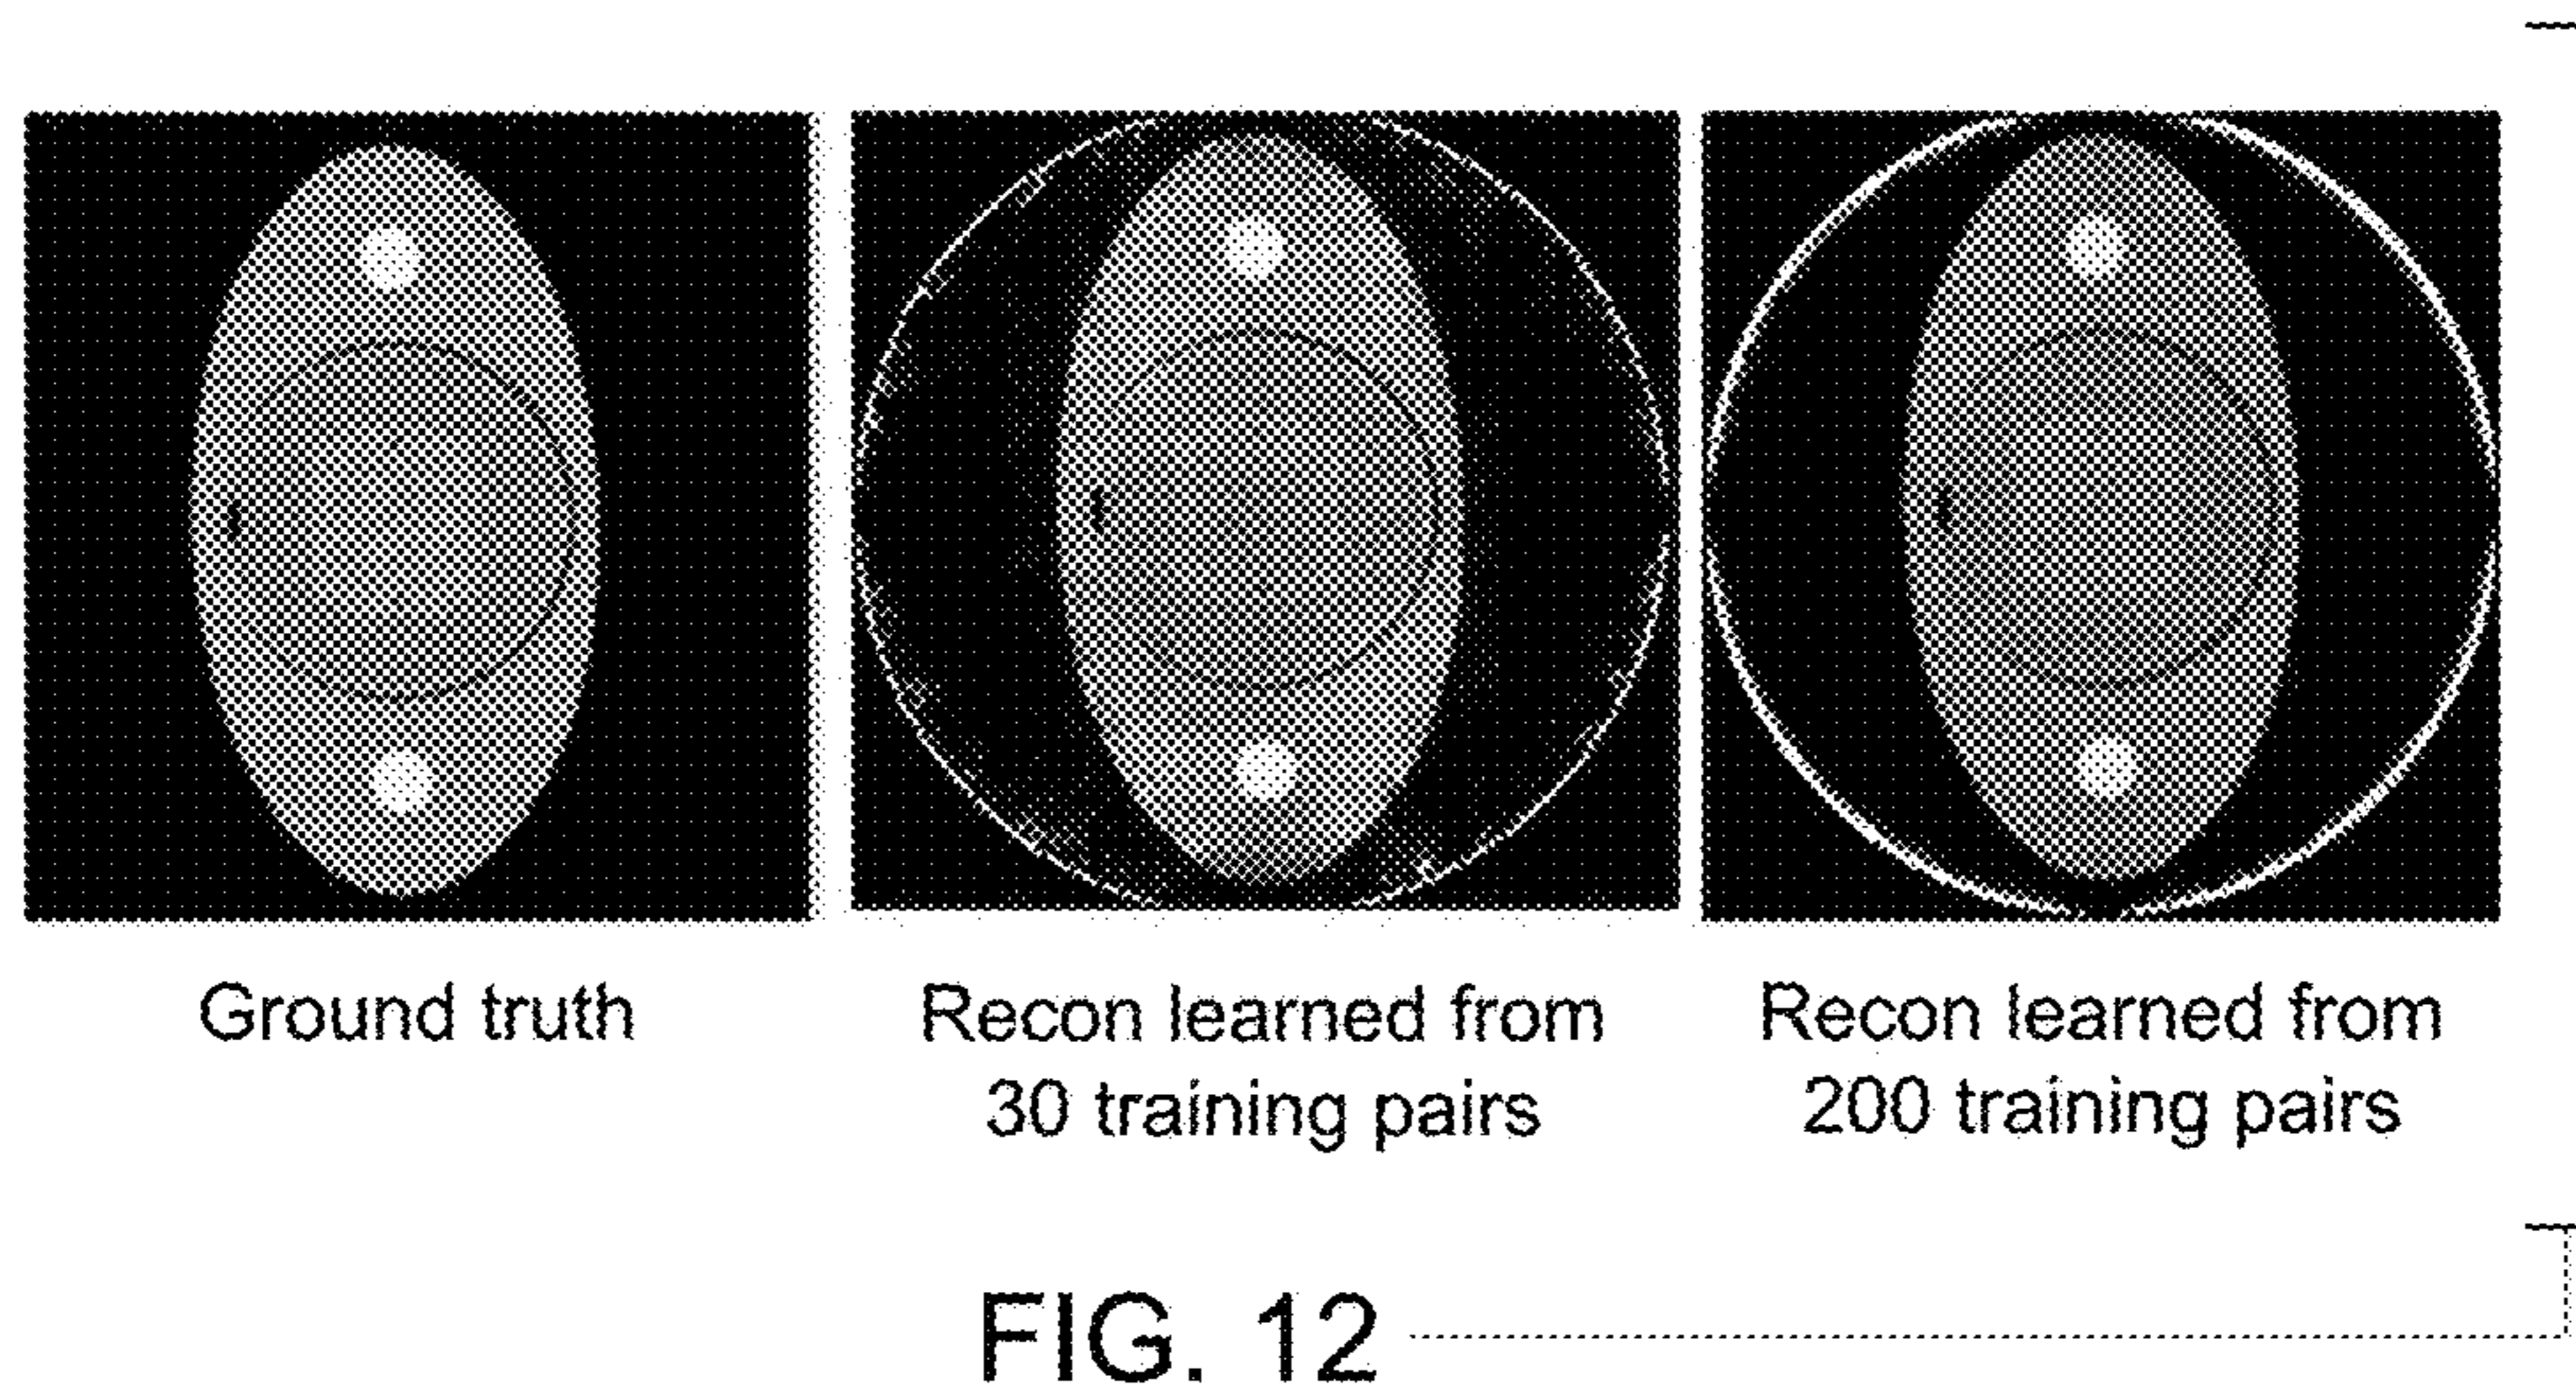 Ground truth
Recon learned from
30 training pairs
Recon learned from
200 training pairs
FIG. 12